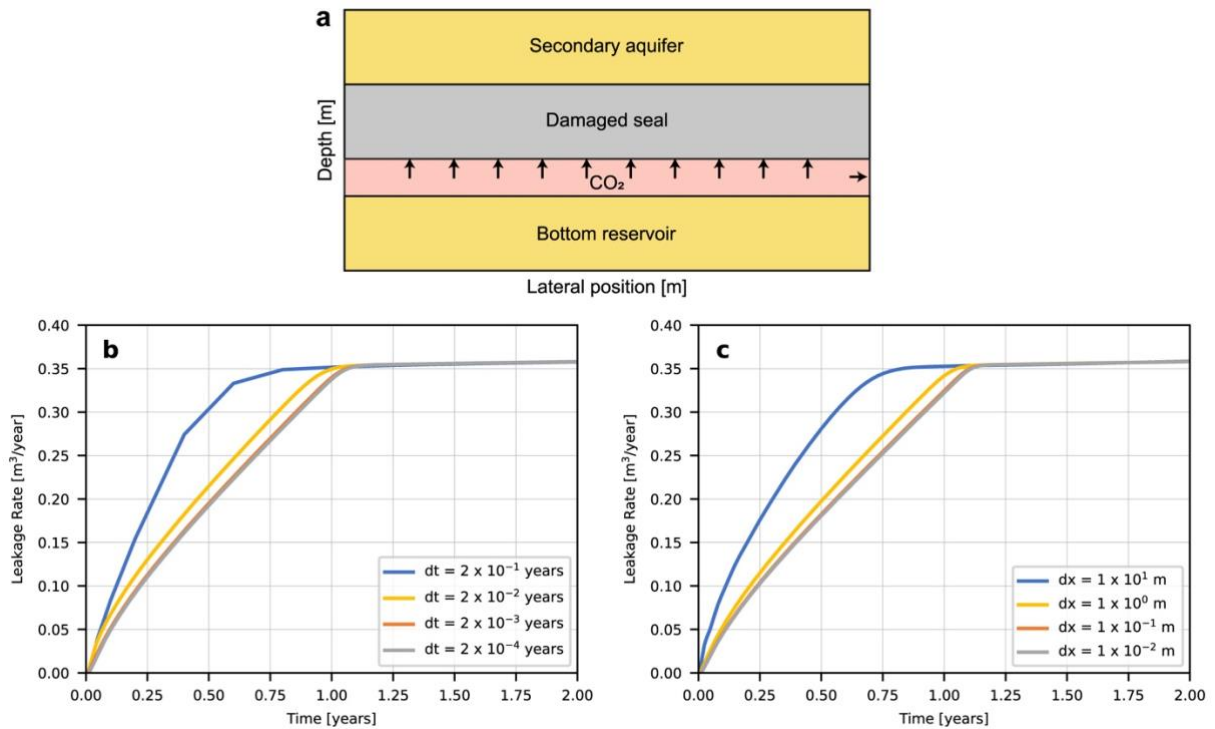 a
Secondary aquifer
Damaged seal
CO₂
Bottom reservoir
Depth [m]
Lateral position [m]
b
0.40
0.35
0.30
0.25
0.20
0.15
0.10
0.05
0.00
Leakage Rate [m³/year]
dt = 2 x 10⁻¹ years
dt = 2 x 10⁻² years
dt = 2 x 10⁻³ years
dt = 2 x 10⁻⁴ years
0.00 0.25 0.50 0.75 1.00 1.25 1.50 1.75 2.00
Time [years]
c
0.40
0.35
0.30
0.25
0.20
0.15
0.10
0.05
0.00
Leakage Rate [m³/year]
dx = 1 x 10¹ m
dx = 1 x 10⁰ m
dx = 1 x 10⁻¹ m
dx = 1 x 10⁻² m
0.00 0.25 0.50 0.75 1.00 1.25 1.50 1.75 2.00
Time [years]